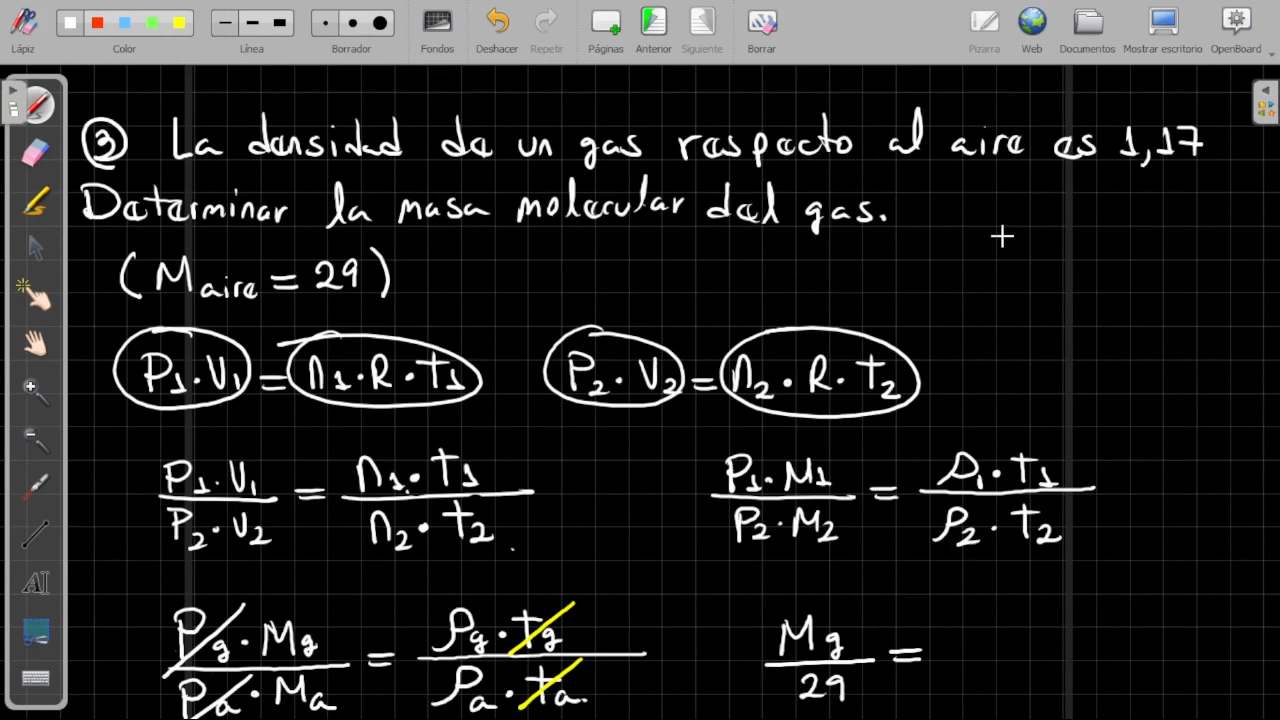 Lápiz Color Línea Borrador Fondos Deshacer Repetir Páginas Anterior Siguiente Borrar Pizarra Web Documentos Mostrar escritorio OpenBoard
③ La densidad de un gas respecto al aire es 1,17
Determinar la masa molecular del gas.
(M aire = 29)
P₁·V₁ = n₁·R·t₁ P₂·V₂ = n₂·R·t₂
P₁·V₁ / P₂·V₂ = n₁·t₁ / n₂·t₂ P₁·M₁ / P₂·M₂ = ρ₁·t₁ / ρ₂·t₂
Pg·Mg / Pa·Ma = ρg·tg / ρa·ta Mg / 29 =
AI